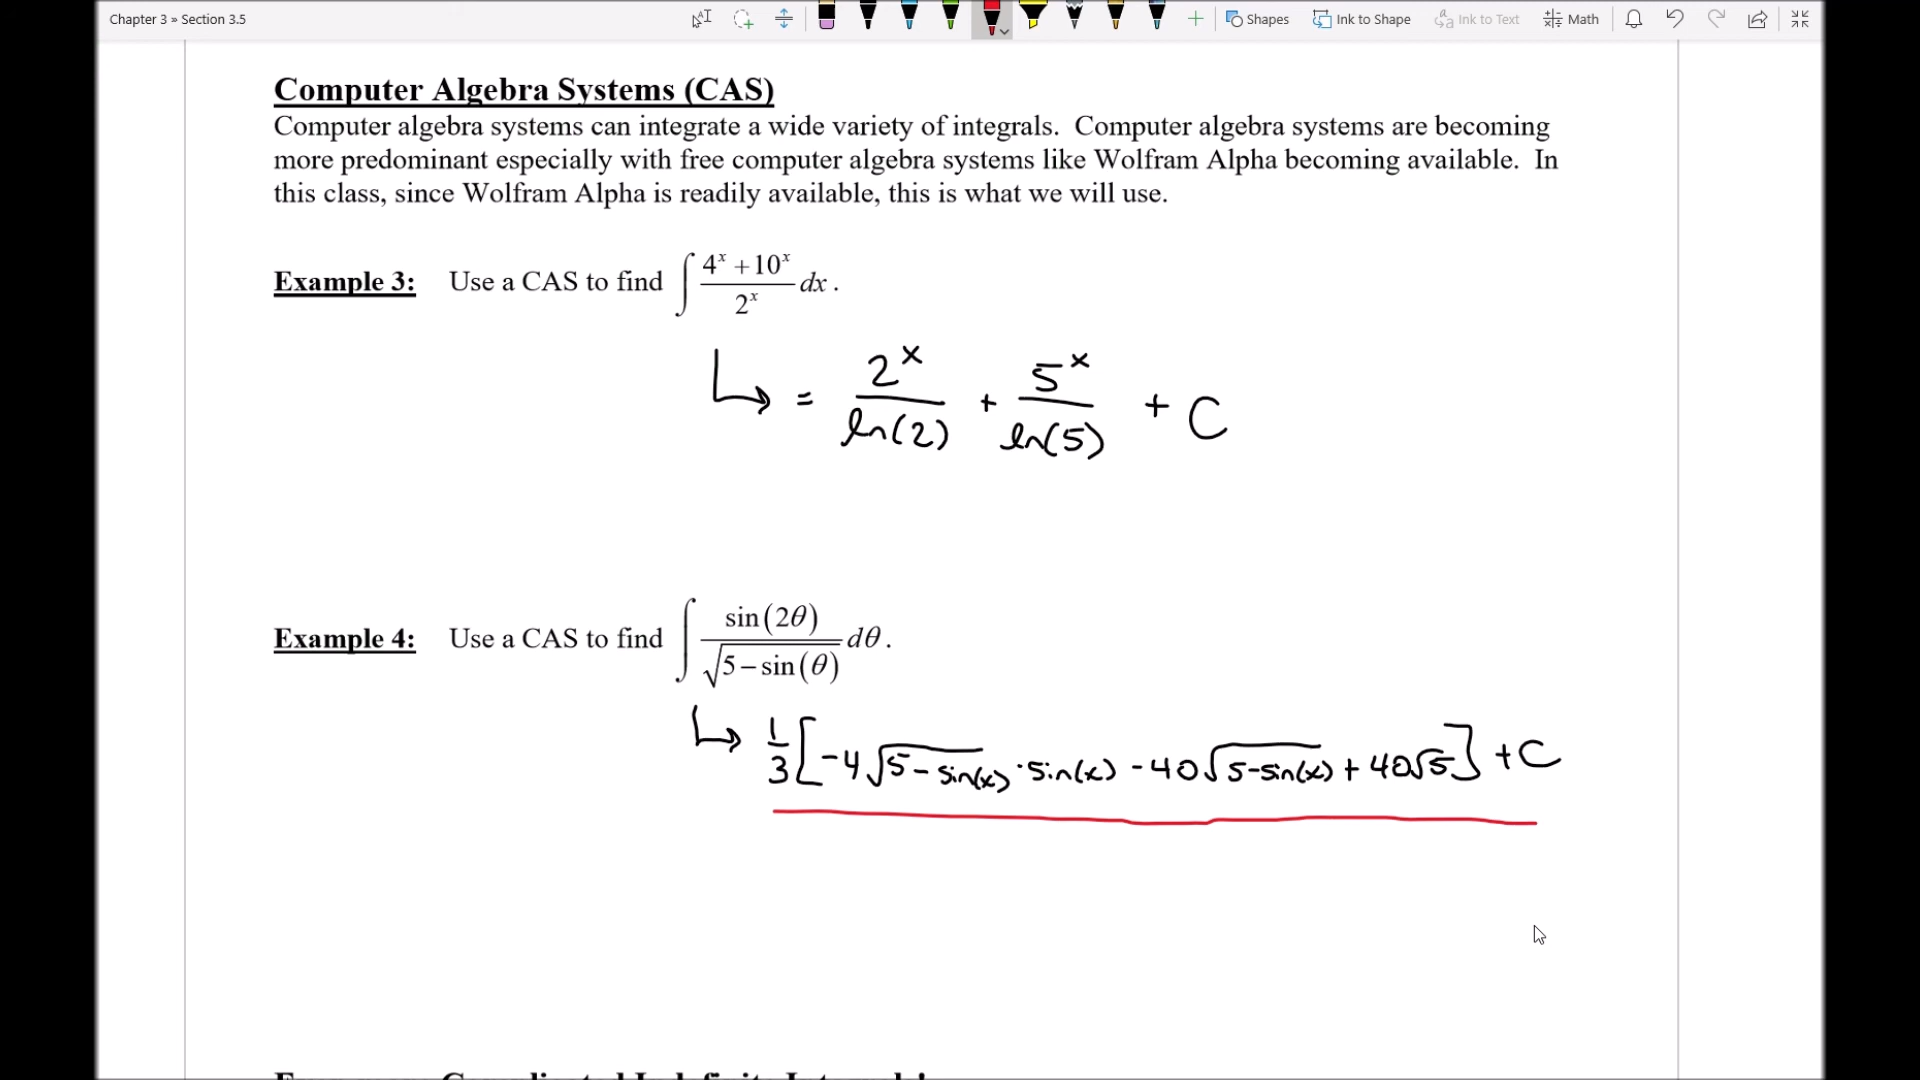 Chapter 3 » Section 3.5
Shapes Ink to Shape Ink to Text Math
Computer Algebra Systems (CAS)
Computer algebra systems can integrate a wide variety of integrals. Computer algebra systems are becoming
more predominant especially with free computer algebra systems like Wolfram Alpha becoming available. In
this class, since Wolfram Alpha is readily available, this is what we will use.
Example 3: Use a CAS to find ∫ (4^x + 10^x)/2^x dx.
↳ = 2^x/ln(2) + 5^x/ln(5) + C
Example 4: Use a CAS to find ∫ sin(2θ)/√(5−sin(θ)) dθ.
↳ 1/3[-4√(5-sin(x))·sin(x) - 40√(5-sin(x)) + 40√5] + C